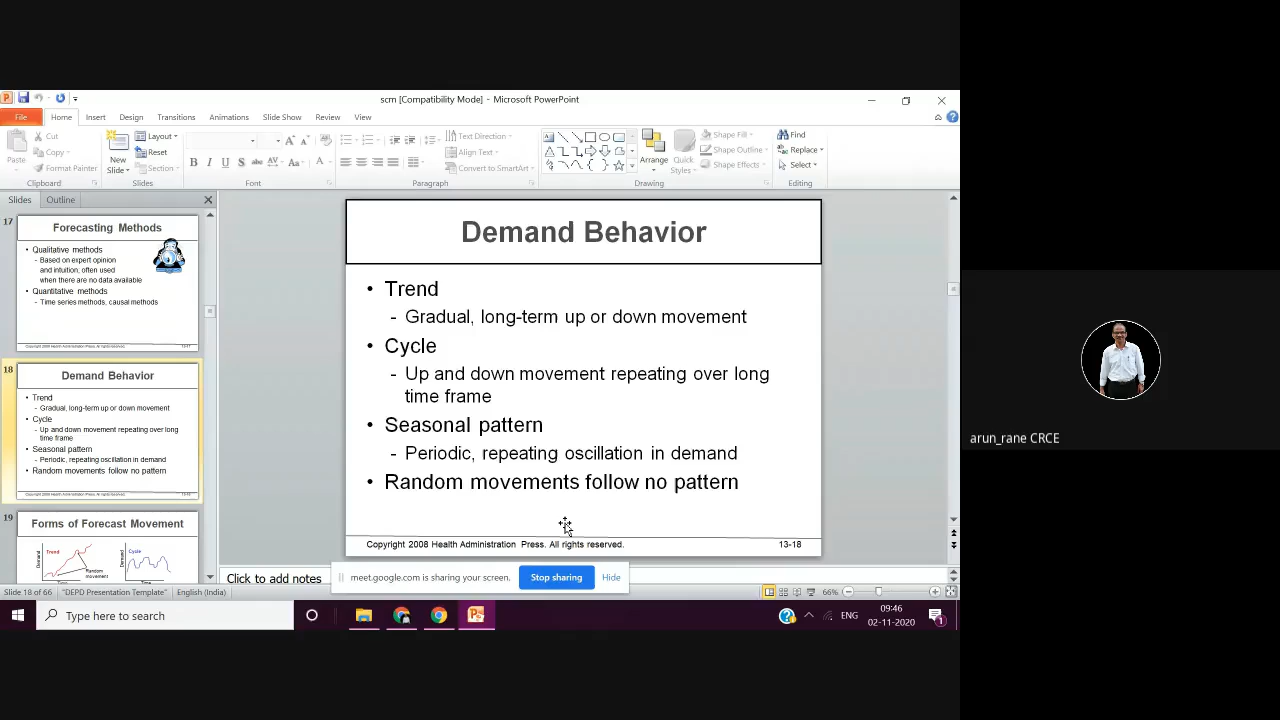 scm [Compatibility Mode] - Microsoft PowerPoint
File Home Insert Design Transitions Animations Slide Show Review View
Paste
Cut
Copy
Format Painter
Clipboard
New Slide
Layout
Reset
Section
Slides
Font
Text Direction
Align Text
Convert to SmartArt
Paragraph
Arrange
Quick Styles
Shape Fill
Shape Outline
Shape Effects
Drawing
Find
Replace
Select
Editing
Slides Outline
17
Forecasting Methods
• Qualitative methods
- Based on expert opinion
and intuition; often used
when there are no data available
• Quantitative methods
- Time series methods, causal methods
18
Demand Behavior
• Trend
- Gradual, long-term up or down movement
• Cycle
- Up and down movement repeating over long
time frame
• Seasonal pattern
- Periodic, repeating oscillation in demand
• Random movements follow no pattern
19
Forms of Forecast Movement
Demand
Trend
Random
movement
Demand
Cycle
Demand Behavior
• Trend
- Gradual, long-term up or down movement
• Cycle
- Up and down movement repeating over long
time frame
• Seasonal pattern
- Periodic, repeating oscillation in demand
• Random movements follow no pattern
Copyright 2008 Health Administration Press. All rights reserved.
13-18
Click to add notes
meet.google.com is sharing your screen.
Stop sharing
Hide
Slide 18 of 66
"DEPD Presentation Template"
English (India)
66%
Type here to search
ENG
09:46
02-11-2020
1
arun_rane CRCE